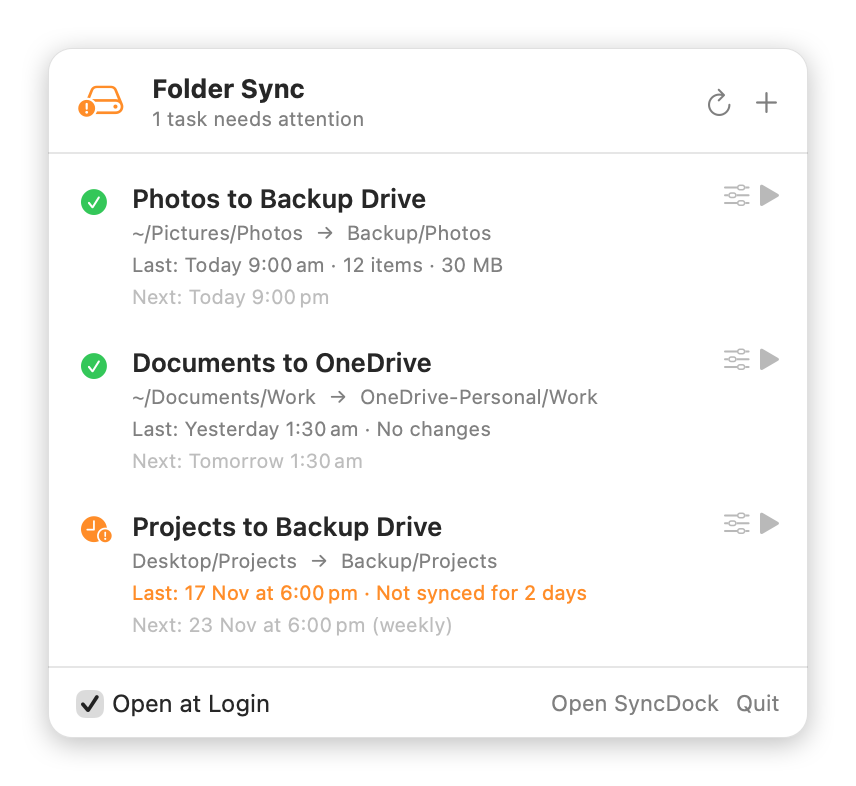 Folder Sync
1 task needs attention
Photos to Backup Drive
~/Pictures/Photos → Backup/Photos
Last: Today 9:00 am · 12 items · 30 MB
Next: Today 9:00 pm
Documents to OneDrive
~/Documents/Work → OneDrive-Personal/Work
Last: Yesterday 1:30 am · No changes
Next: Tomorrow 1:30 am
Projects to Backup Drive
Desktop/Projects → Backup/Projects
Last: 17 Nov at 6:00 pm · Not synced for 2 days
Next: 23 Nov at 6:00 pm (weekly)
Open at Login
Open SyncDock Quit